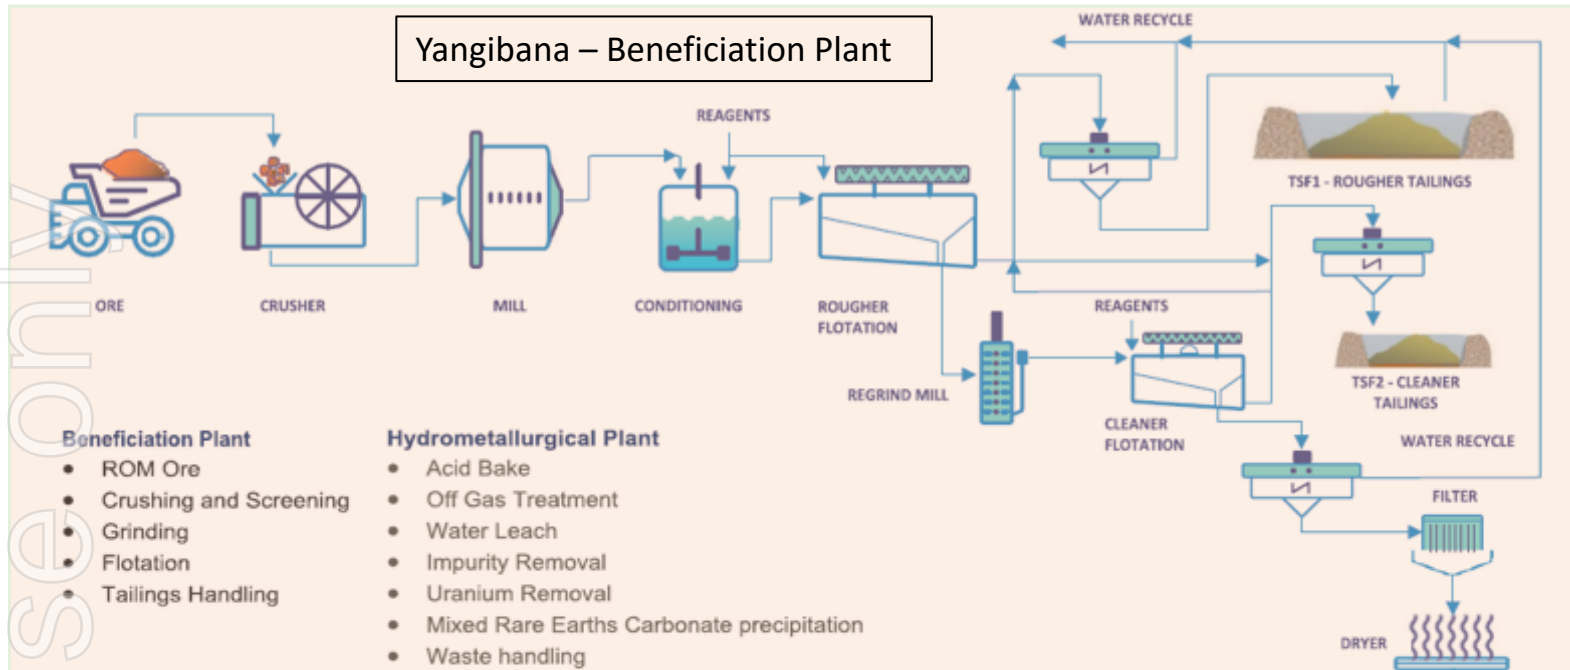 WATER RECYCLE
Yangibana – Beneficiation Plant
REAGENTS
TSF1 - ROUGHER TAILINGS
ORE
CRUSHER
MILL
CONDITIONING
ROUGHER
FLOTATION
REAGENTS
REGRIND MILL
CLEANER
FLOTATION
TSF2 - CLEANER
TAILINGS
WATER RECYCLE
FILTER
DRYER
Beneficiation Plant
• ROM Ore
• Crushing and Screening
• Grinding
• Flotation
• Tailings Handling
Hydrometallurgical Plant
• Acid Bake
• Off Gas Treatment
• Water Leach
• Impurity Removal
• Uranium Removal
• Mixed Rare Earths Carbonate precipitation
• Waste handling
se only